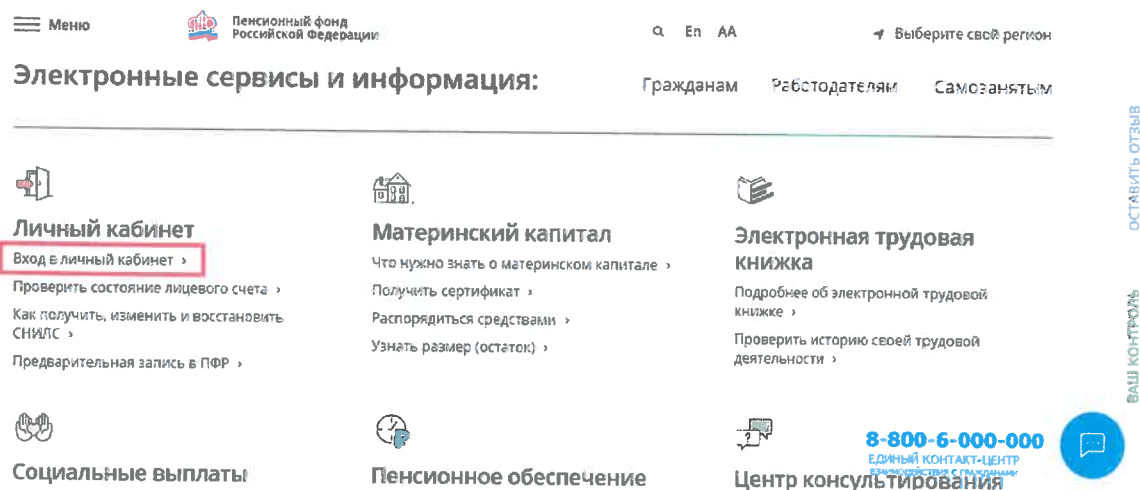 Меню
Пенсионный фонд
Российской Федерации
En AA
Выберите свой регион
Электронные сервисы и информация:
Гражданам
Работодателям
Самозанятым
Личный кабинет
Вход в личный кабинет ›
Проверить состояние лицевого счета ›
Как получить, изменить и восстановить
СНИЛС ›
Предварительная запись в ПФР ›
Материнский капитал
Что нужно знать о материнском капитале ›
Получить сертификат ›
Распорядиться средствами ›
Узнать размер (остаток) ›
Электронная трудовая
книжка
Подробнее об электронной трудовой
книжке ›
Проверить историю своей трудовой
деятельности ›
Социальные выплаты
Пенсионное обеспечение
Центр консультирования
8-800-6-000-000
ЕДИНЫЙ КОНТАКТ-ЦЕНТР
ВЗАИМОДЕЙСТВИЯ С ГРАЖДАНАМИ
ОСТАВИТЬ ОТЗЫВ
ВАШ КОНТРОЛЬ